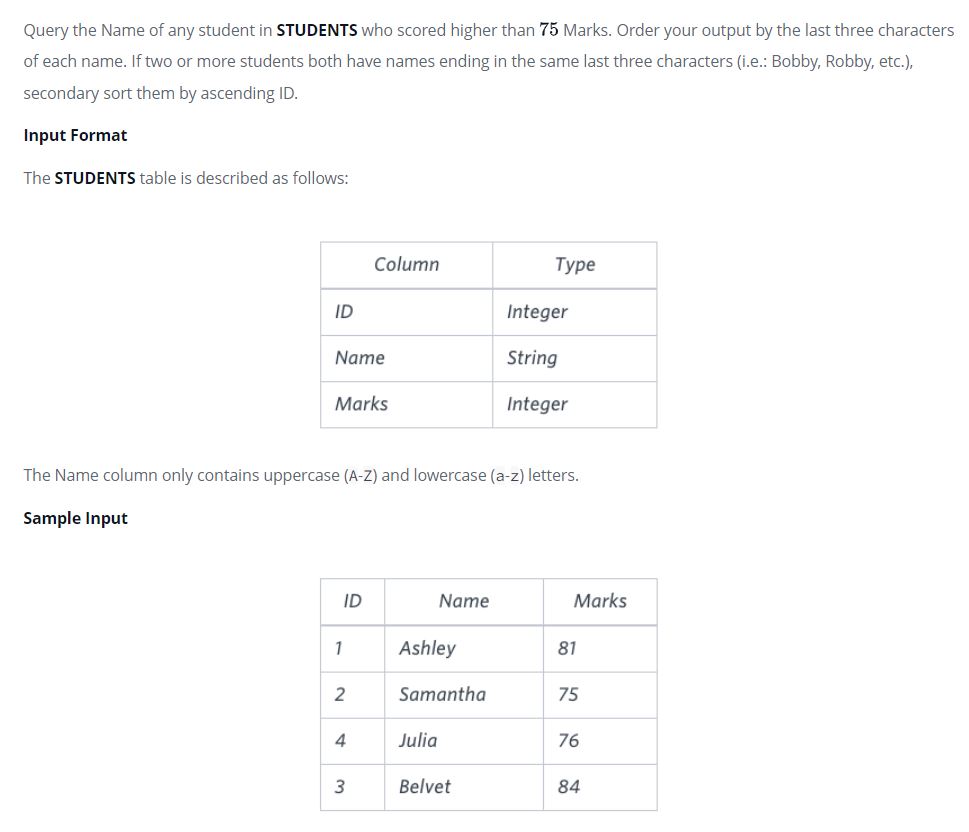 Query the Name of any student in STUDENTS who scored higher than 75 Marks. Order your output by the last three characters
of each name. If two or more students both have names ending in the same last three characters (i.e.: Bobby, Robby, etc.),
secondary sort them by ascending ID.
Input Format
The STUDENTS table is described as follows:
Column Type
ID Integer
Name String
Marks Integer
The Name column only contains uppercase (A-Z) and lowercase (a-z) letters.
Sample Input
ID Name Marks
1 Ashley 81
2 Samantha 75
4 Julia 76
3 Belvet 84